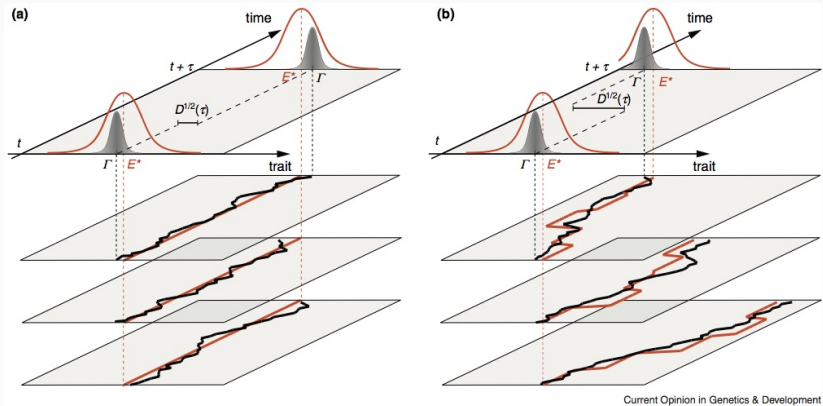 (a)
time
t + τ
E*
Γ
D1/2(τ)
t
Γ
E*
trait
(b)
time
t + τ
Γ
E*
D1/2(τ)
t
Γ
E*
trait
Current Opinion in Genetics & Development